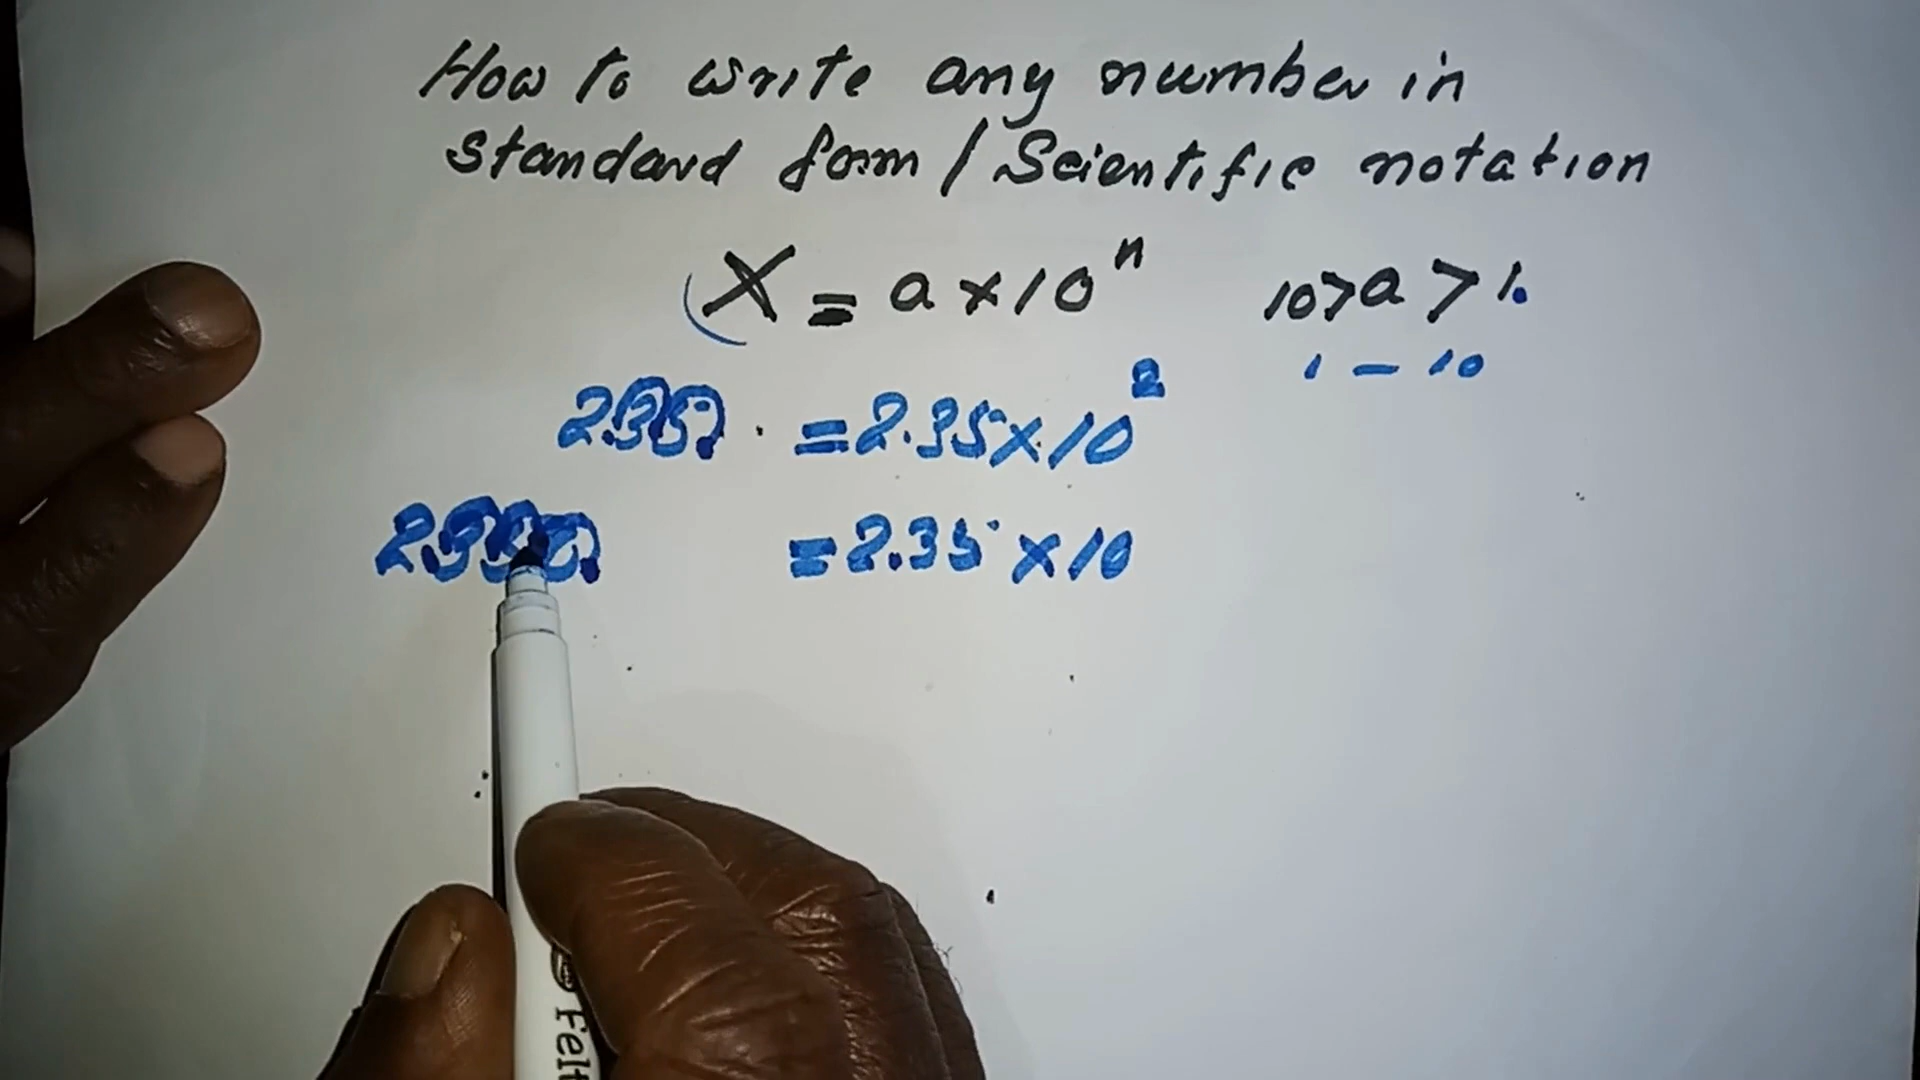 How to write any number in
standard form / Scientific notation
X = a × 10ⁿ 10 > a > 1.
1 – 10
235. = 2.35 × 10²
= 2.35 × 10
Felt